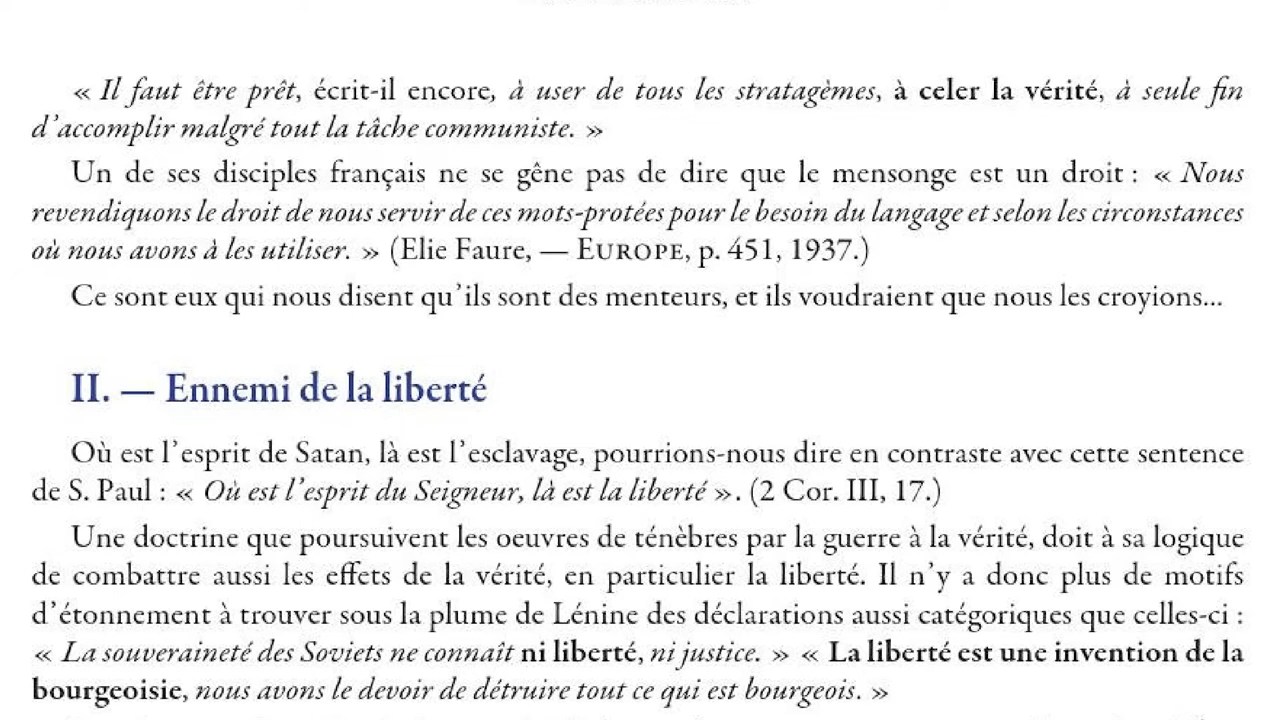 « Il faut être prêt, écrit-il encore, à user de tous les stratagèmes, à celer la vérité, à seule fin
d'accomplir malgré tout la tâche communiste. »
Un de ses disciples français ne se gêne pas de dire que le mensonge est un droit : « Nous
revendiquons le droit de nous servir de ces mots-protées pour le besoin du langage et selon les circonstances
où nous avons à les utiliser. » (Elie Faure, — EUROPE, p. 451, 1937.)
Ce sont eux qui nous disent qu'ils sont des menteurs, et ils voudraient que nous les croyions...
II. — Ennemi de la liberté
Où est l'esprit de Satan, là est l'esclavage, pourrions-nous dire en contraste avec cette sentence
de S. Paul : « Où est l'esprit du Seigneur, là est la liberté ». (2 Cor. III, 17.)
Une doctrine que poursuivent les oeuvres de ténèbres par la guerre à la vérité, doit à sa logique
de combattre aussi les effets de la vérité, en particulier la liberté. Il n'y a donc plus de motifs
d'étonnement à trouver sous la plume de Lénine des déclarations aussi catégoriques que celles-ci :
« La souveraineté des Soviets ne connaît ni liberté, ni justice. » « La liberté est une invention de la
bourgeoisie, nous avons le devoir de détruire tout ce qui est bourgeois. »